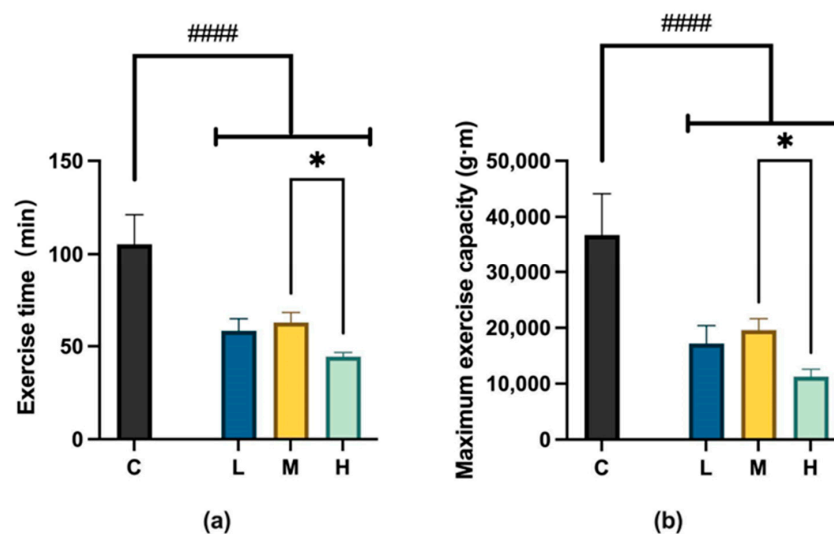 ####
*
Exercise time (min)
150
100
50
0
C L M H
(a)
####
*
Maximum exercise capacity (g·m)
50,000
40,000
30,000
20,000
10,000
0
C L M H
(b)